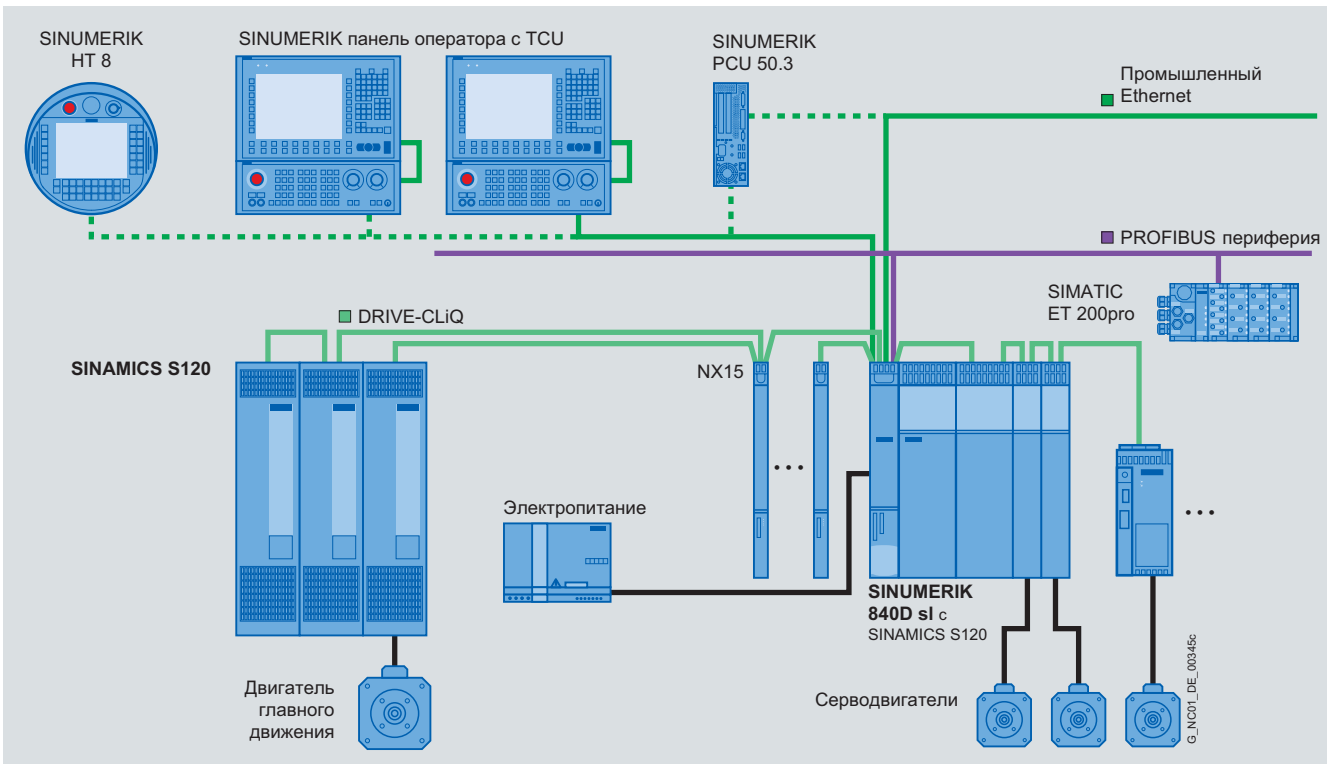 SINUMERIK
HT 8
SINUMERIK панель оператора с TCU
SINUMERIK
PCU 50.3
Промышленный
Ethernet
PROFIBUS периферия
SIMATIC
ET 200pro
DRIVE-CLiQ
SINAMICS S120
NX15
...
Электропитание
...
SINUMERIK
840D sl с
SINAMICS S120
Двигатель
главного
движения
Серводвигатели
G_NC01_DE_00345c